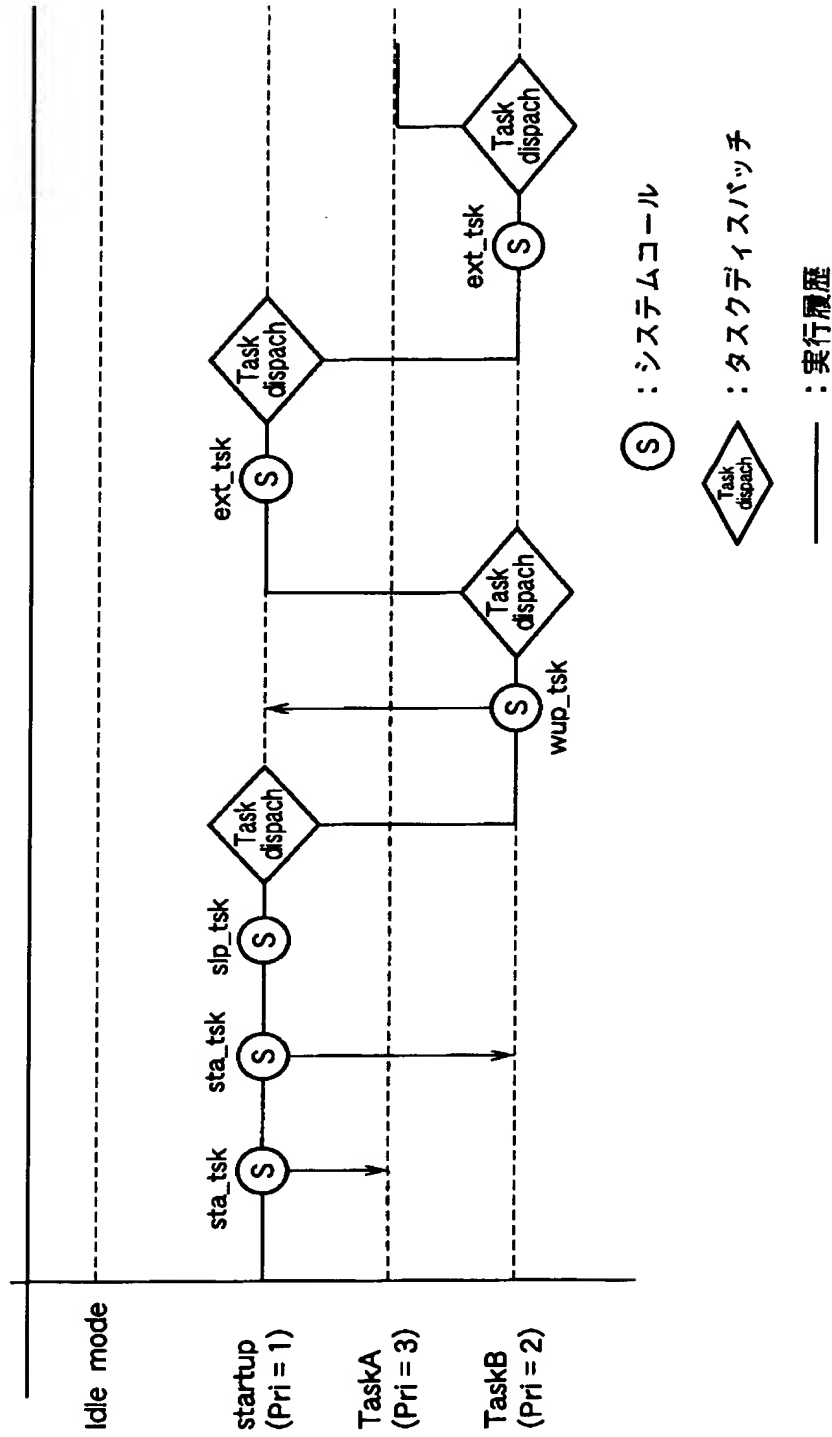 Idle mode
startup
(Pri = 1)
TaskA
(Pri = 3)
TaskB
(Pri = 2)
sta_tsk
S
sta_tsk
S
slp_tsk
S
Task
dispach
wup_tsk
S
Task
dispach
ext_tsk
S
Task
dispach
ext_tsk
S
Task
dispach
S : システムコール
Task
dispach
: タスクディスパッチ
: 実行履歴